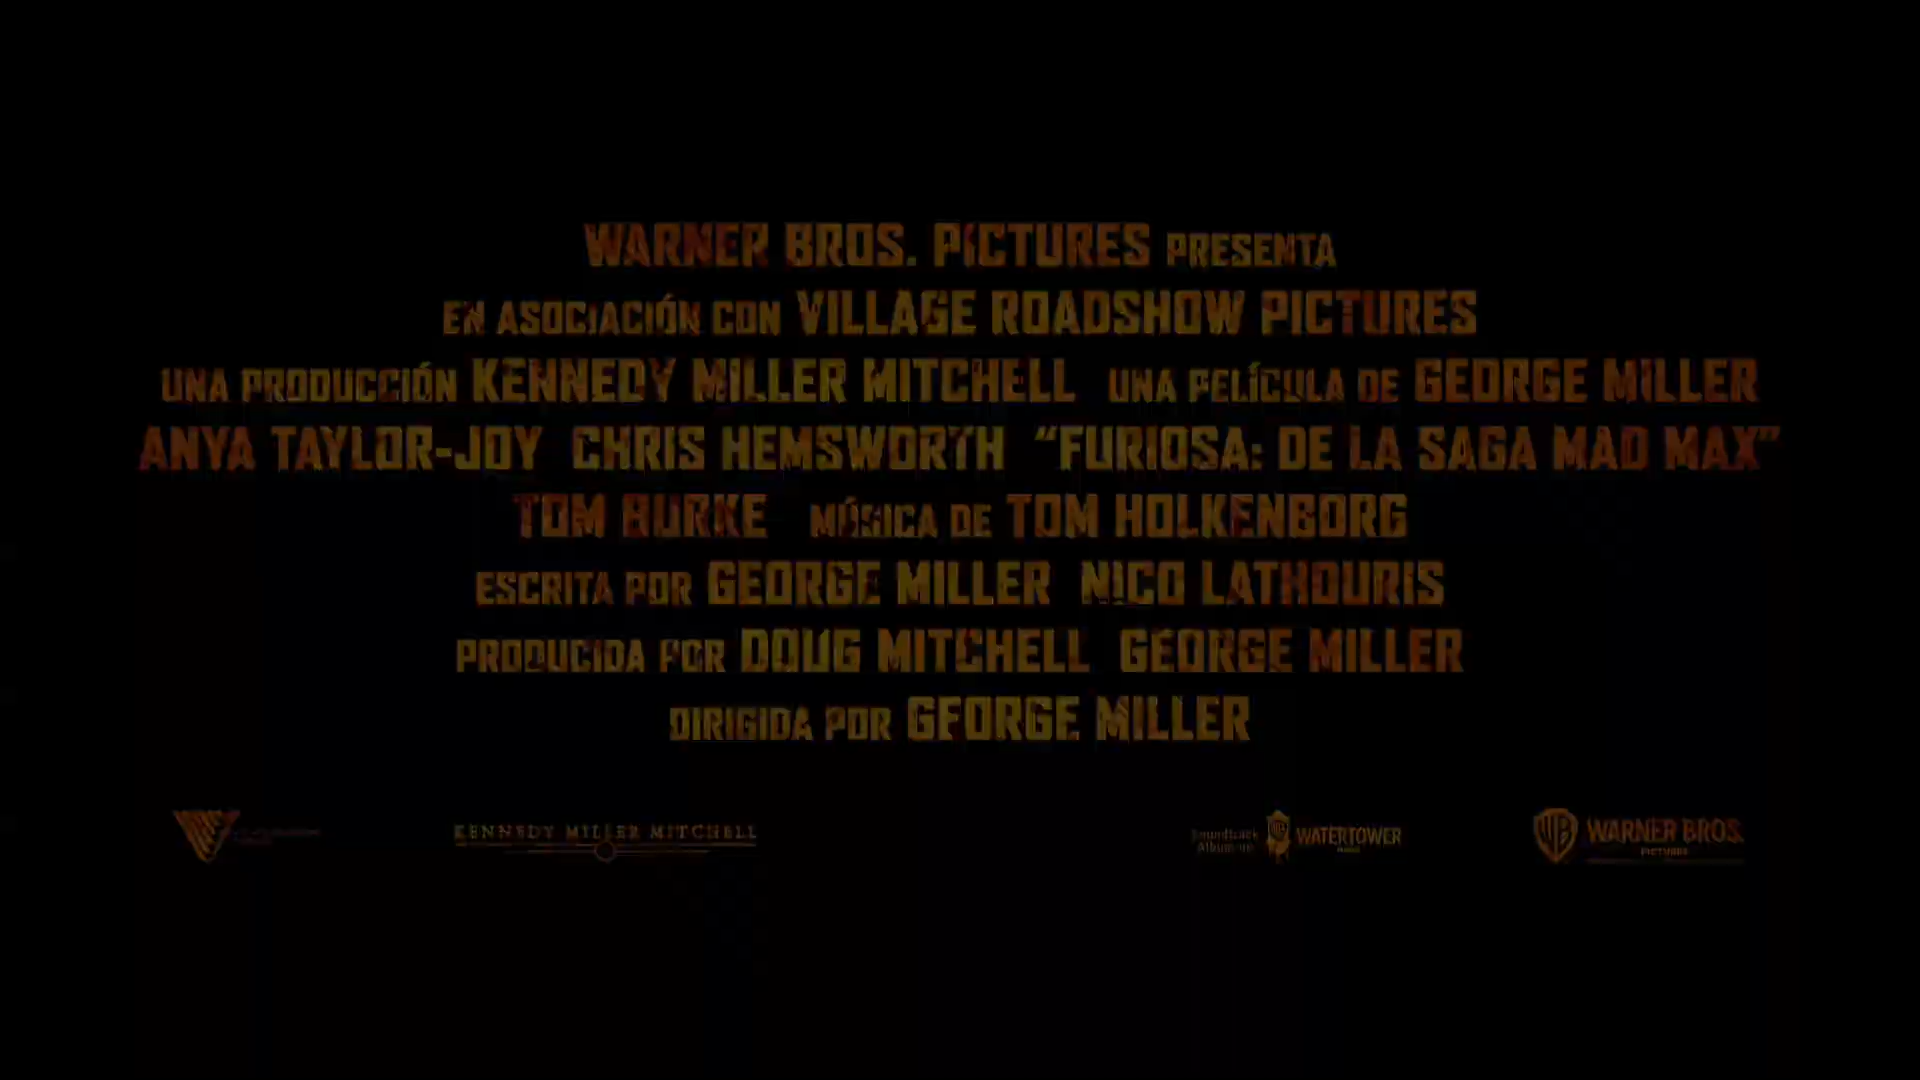 WARNER BROS. PICTURES PRESENTA
EN ASOCIACIÓN CON VILLAGE ROADSHOW PICTURES
UNA PRODUCCIÓN KENNEDY MILLER MITCHELL UNA PELÍCULA DE GEORGE MILLER
ANYA TAYLOR-JOY CHRIS HEMSWORTH “FURIOSA: DE LA SAGA MAD MAX”
TOM BURKE MÚSICA DE TOM HOLKENBORG
ESCRITA POR GEORGE MILLER NICO LATHOURIS
PRODUCIDA POR DOUG MITCHELL GEORGE MILLER
DIRIGIDA POR GEORGE MILLER
KENNEDY MILLER MITCHELL
Soundtrack
Album on
WATERTOWER
WB WARNER BROS.
PICTURES